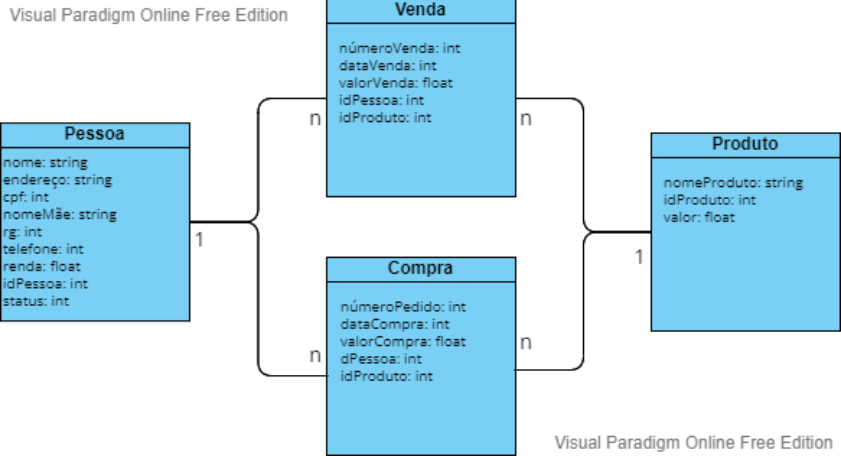 Visual Paradigm Online Free Edition
Venda
númeroVenda: int
dataVenda: int
valorVenda: float
idPessoa: int
idProduto: int
n
n
Pessoa
nome: string
endereço: string
cpf: int
nomeMãe: string
rg: int
telefone: int
renda: float
idPessoa: int
status: int
1
Produto
nomeProduto: string
idProduto: int
valor: float
1
Compra
númeroPedido: int
dataCompra: int
valorCompra: float
dPessoa: int
idProduto: int
n
n
Visual Paradigm Online Free Edition